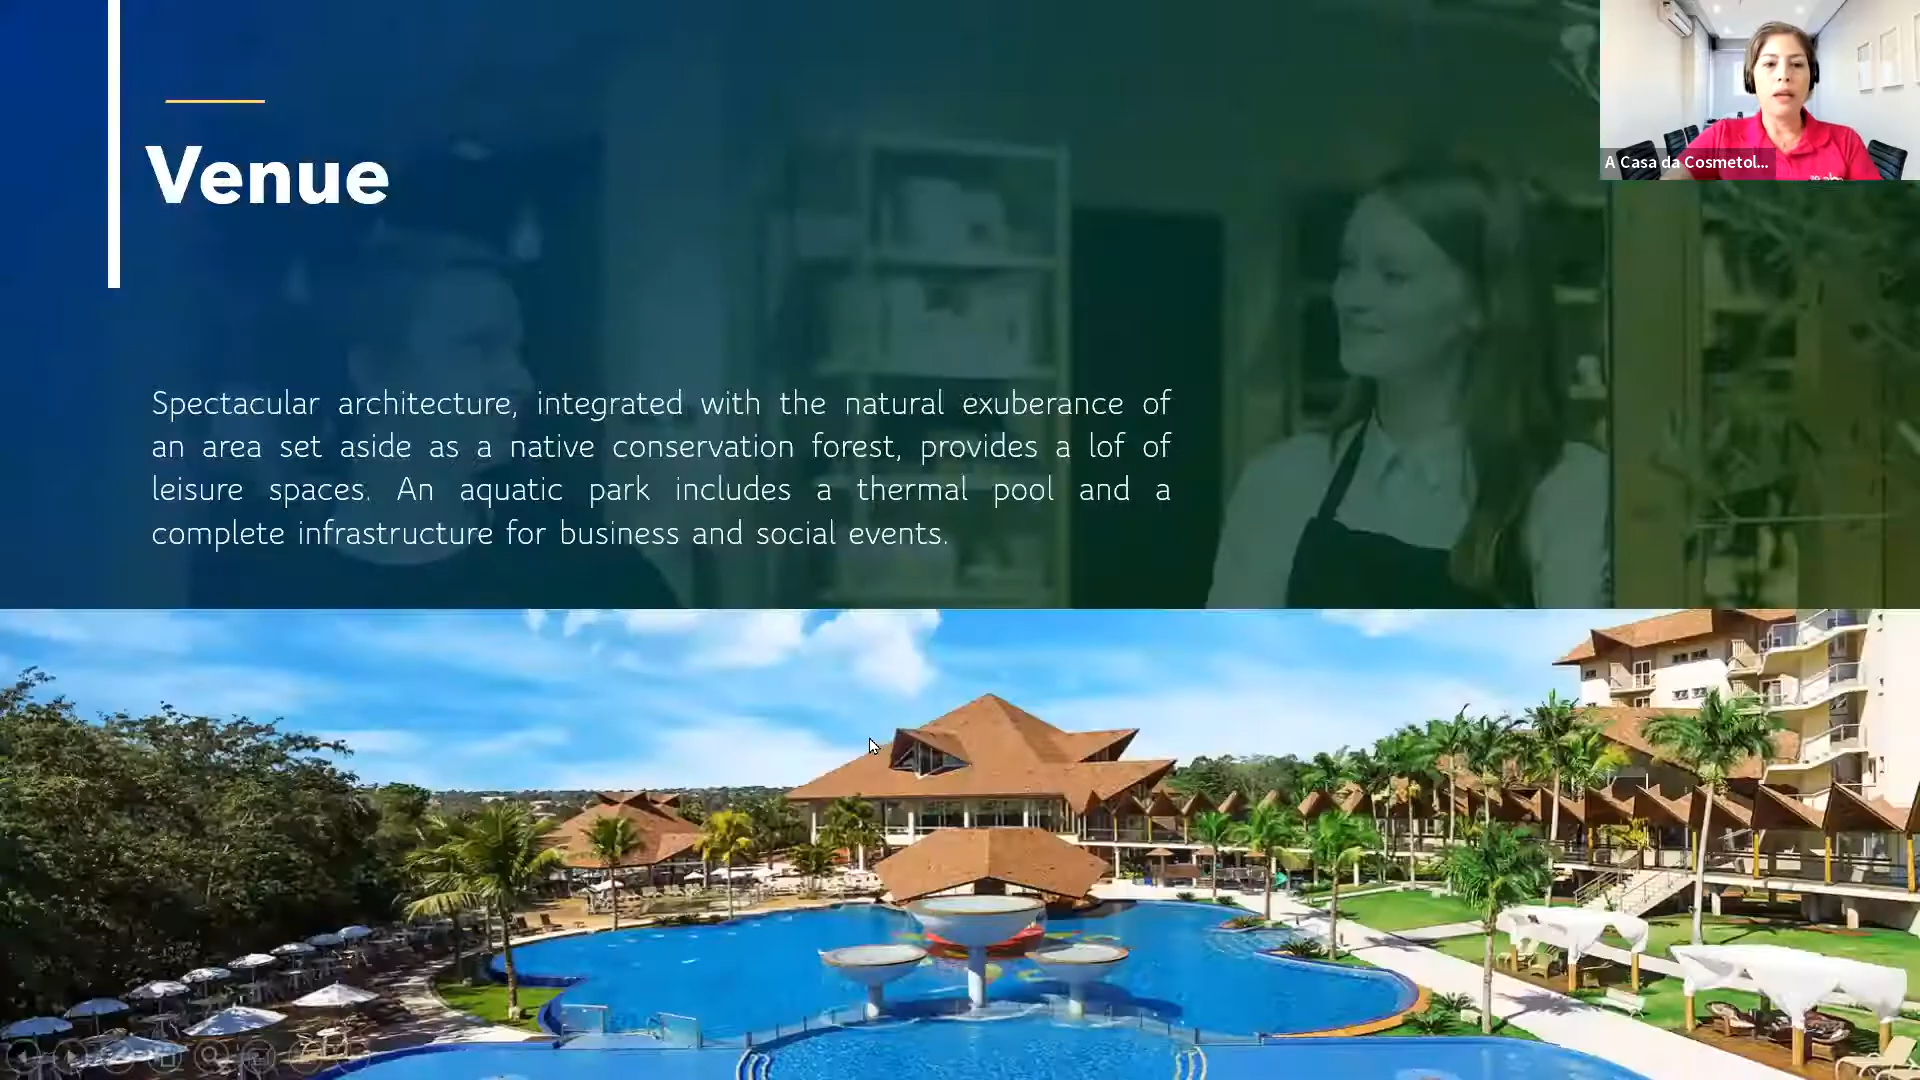 Venue
A Casa da Cosmetol...
Spectacular architecture, integrated with the natural exuberance of
an area set aside as a native conservation forest, provides a lof of
leisure spaces. An aquatic park includes a thermal pool and a
complete infrastructure for business and social events.